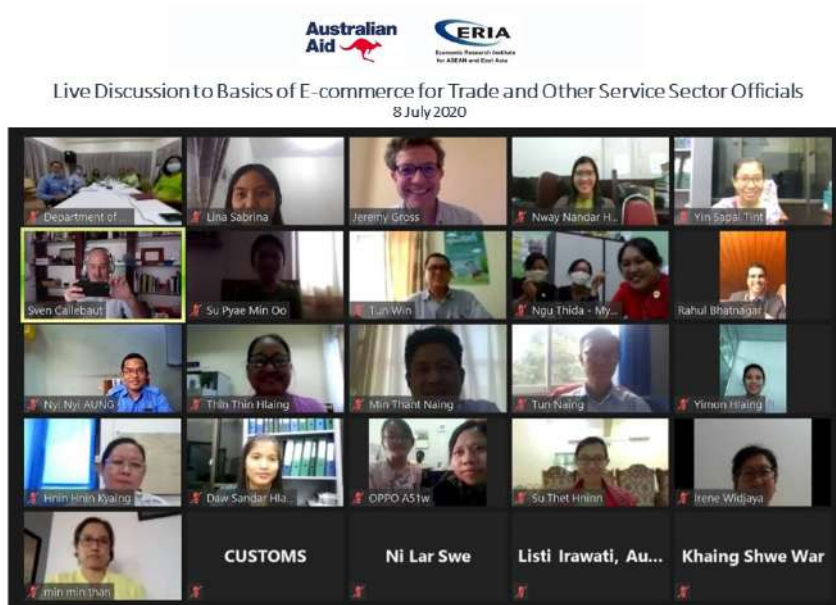 Australian
Aid
ERIA
Economic Research Institute
for ASEAN and East Asia
Live Discussion to Basics of E-commerce for Trade and Other Service Sector Officials
8 July 2020
Department of ...
Lina Sabrina
Jeremy Gross
Nway Nandar H...
Yin Sapal Tint
Sven Callebaut
Su Pyae Min Oo
Tun Win
Ngu Thida - My...
Rahul Bhatnagar
Nyi Nyi AUNG
Thin Thin Hlaing
Min Thant Naing
Tun Naing
Yimon Hlaing
Hnin Hnin Kyaing
Daw Sandar Hla...
OPPO A51w
Su Thet Hninn
Irene Widjaya
min min than
CUSTOMS
Ni Lar Swe
Listi Irawati, Au...
Khaing Shwe War